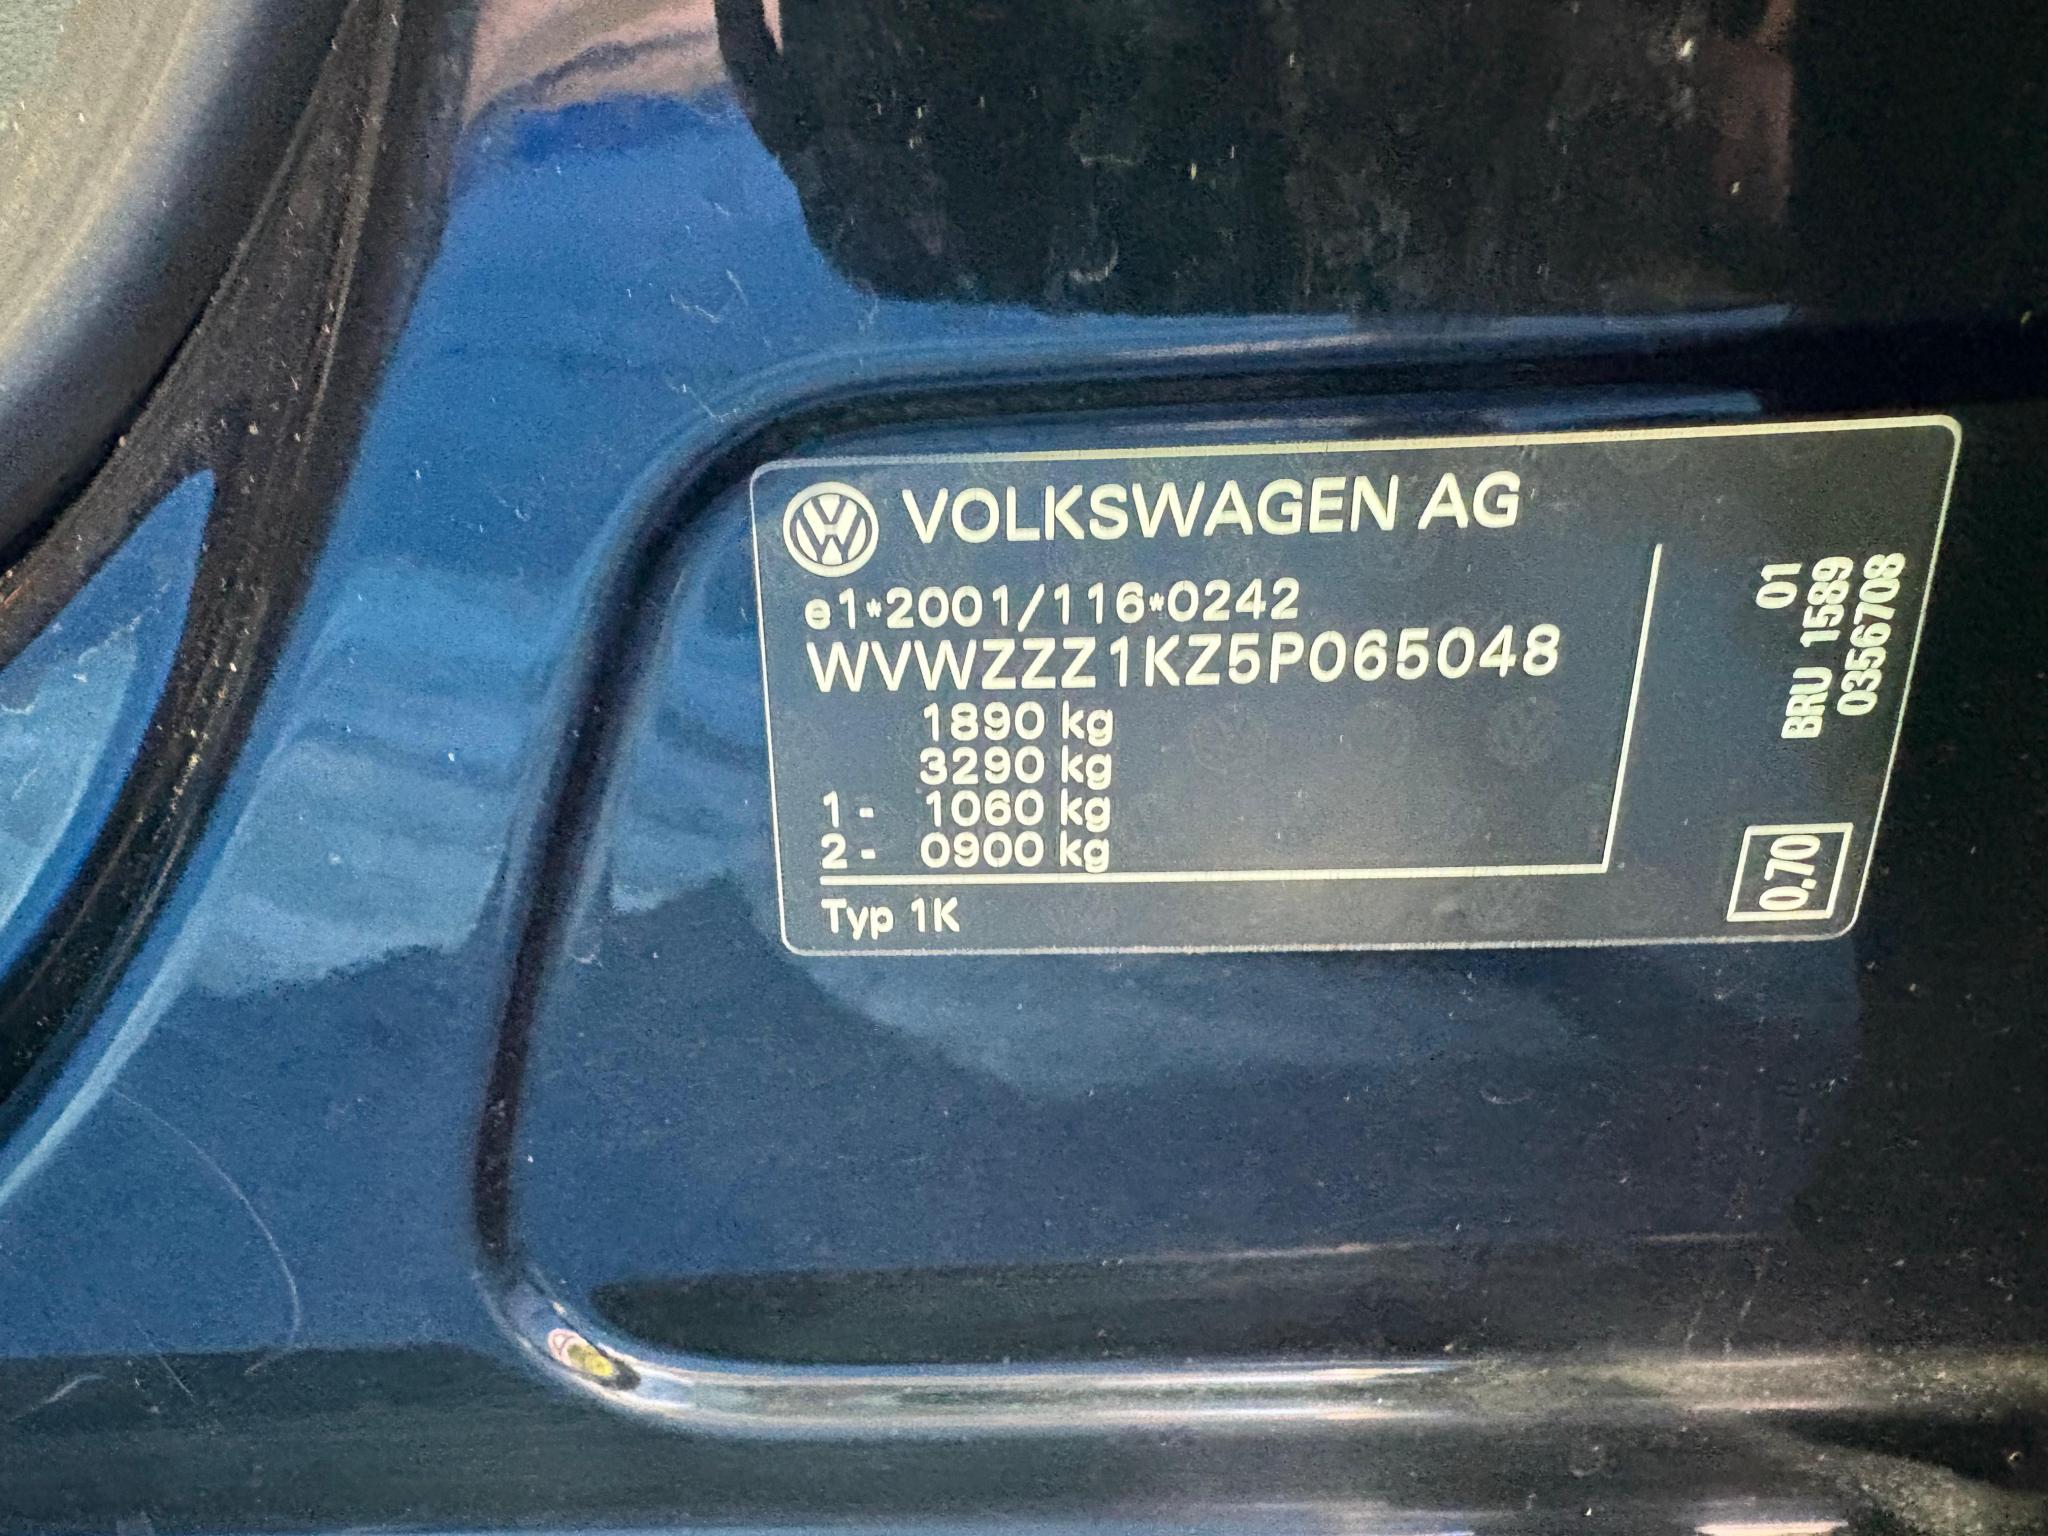 VOLKSWAGEN AG
e1*2001/116*0242
WVWZZZ1KZ5P065048
1890 kg
3290 kg
1 - 1060 kg
2 - 0900 kg
Typ 1K
01
BRU 1589
0356708
0,70